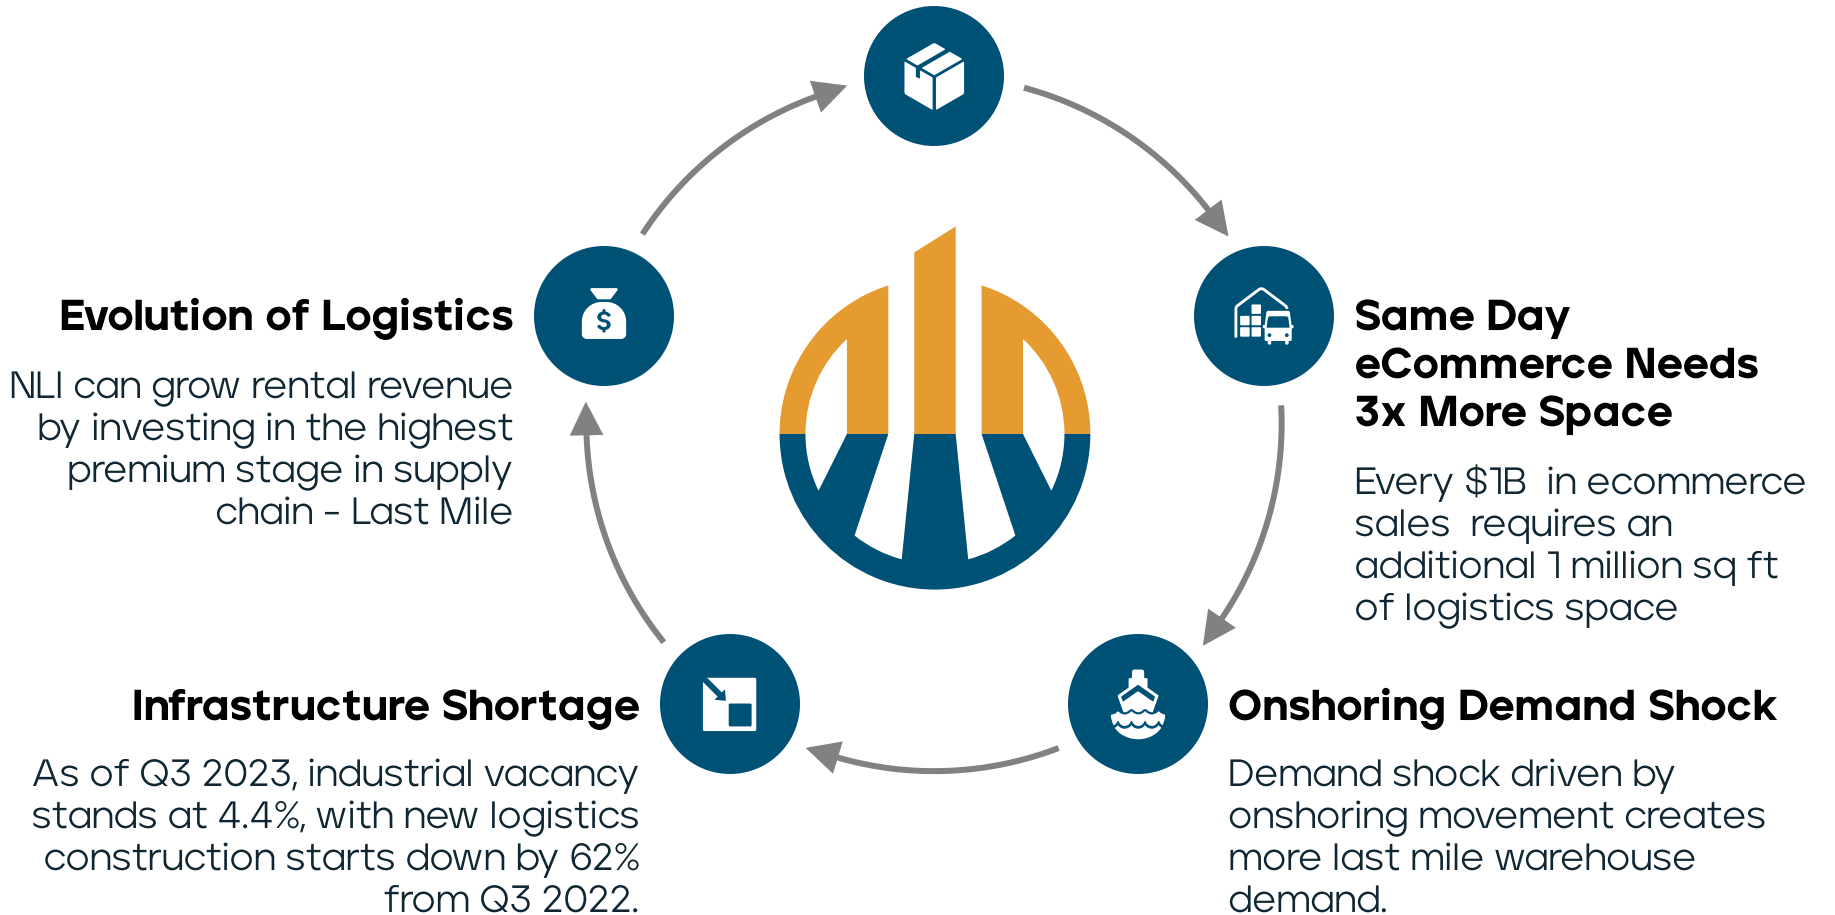 Evolution of Logistics
NLI can grow rental revenue
by investing in the highest
premium stage in supply
chain - Last Mile
$
Same Day
eCommerce Needs
3x More Space
Every $1B in ecommerce
sales requires an
additional 1 million sq ft
of logistics space
Infrastructure Shortage
As of Q3 2023, industrial vacancy
stands at 4.4%, with new logistics
construction starts down by 62%
from Q3 2022.
Onshoring Demand Shock
Demand shock driven by
onshoring movement creates
more last mile warehouse
demand.